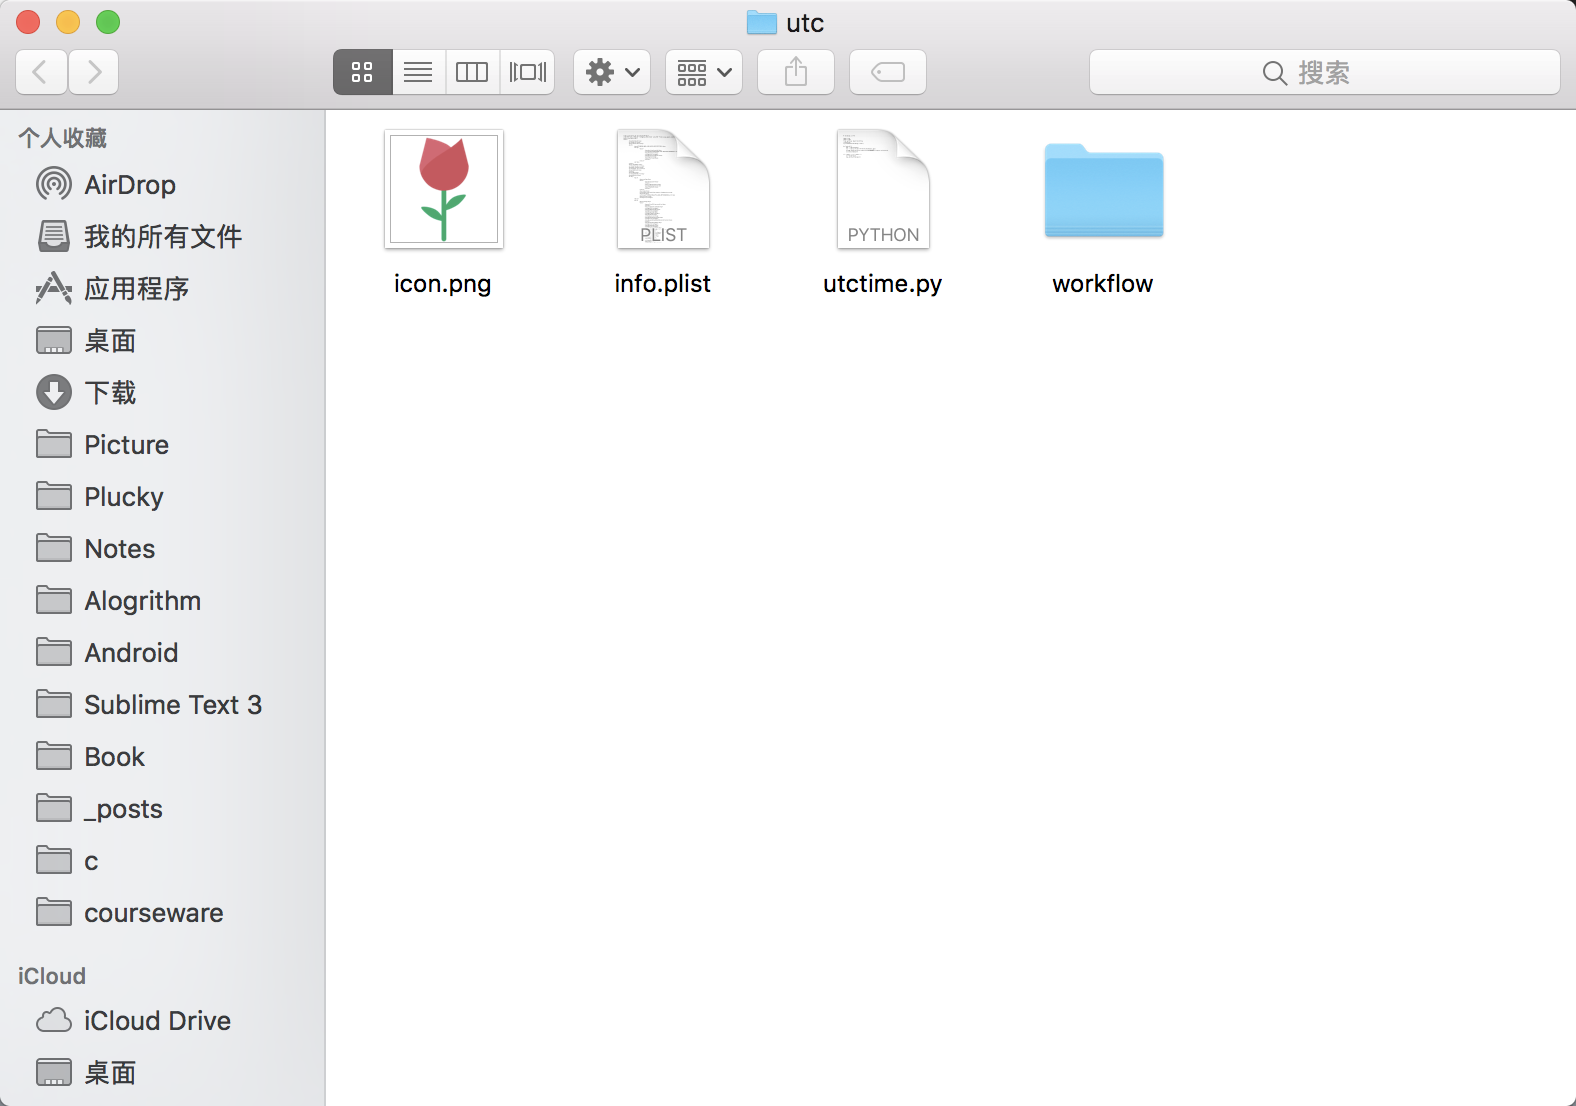 utc
搜索
个人收藏
AirDrop
我的所有文件
应用程序
桌面
下载
Picture
Plucky
Notes
Alogrithm
Android
Sublime Text 3
Book
_posts
c
courseware
iCloud
iCloud Drive
桌面
PLIST
PYTHON
icon.png
info.plist
utctime.py
workflow